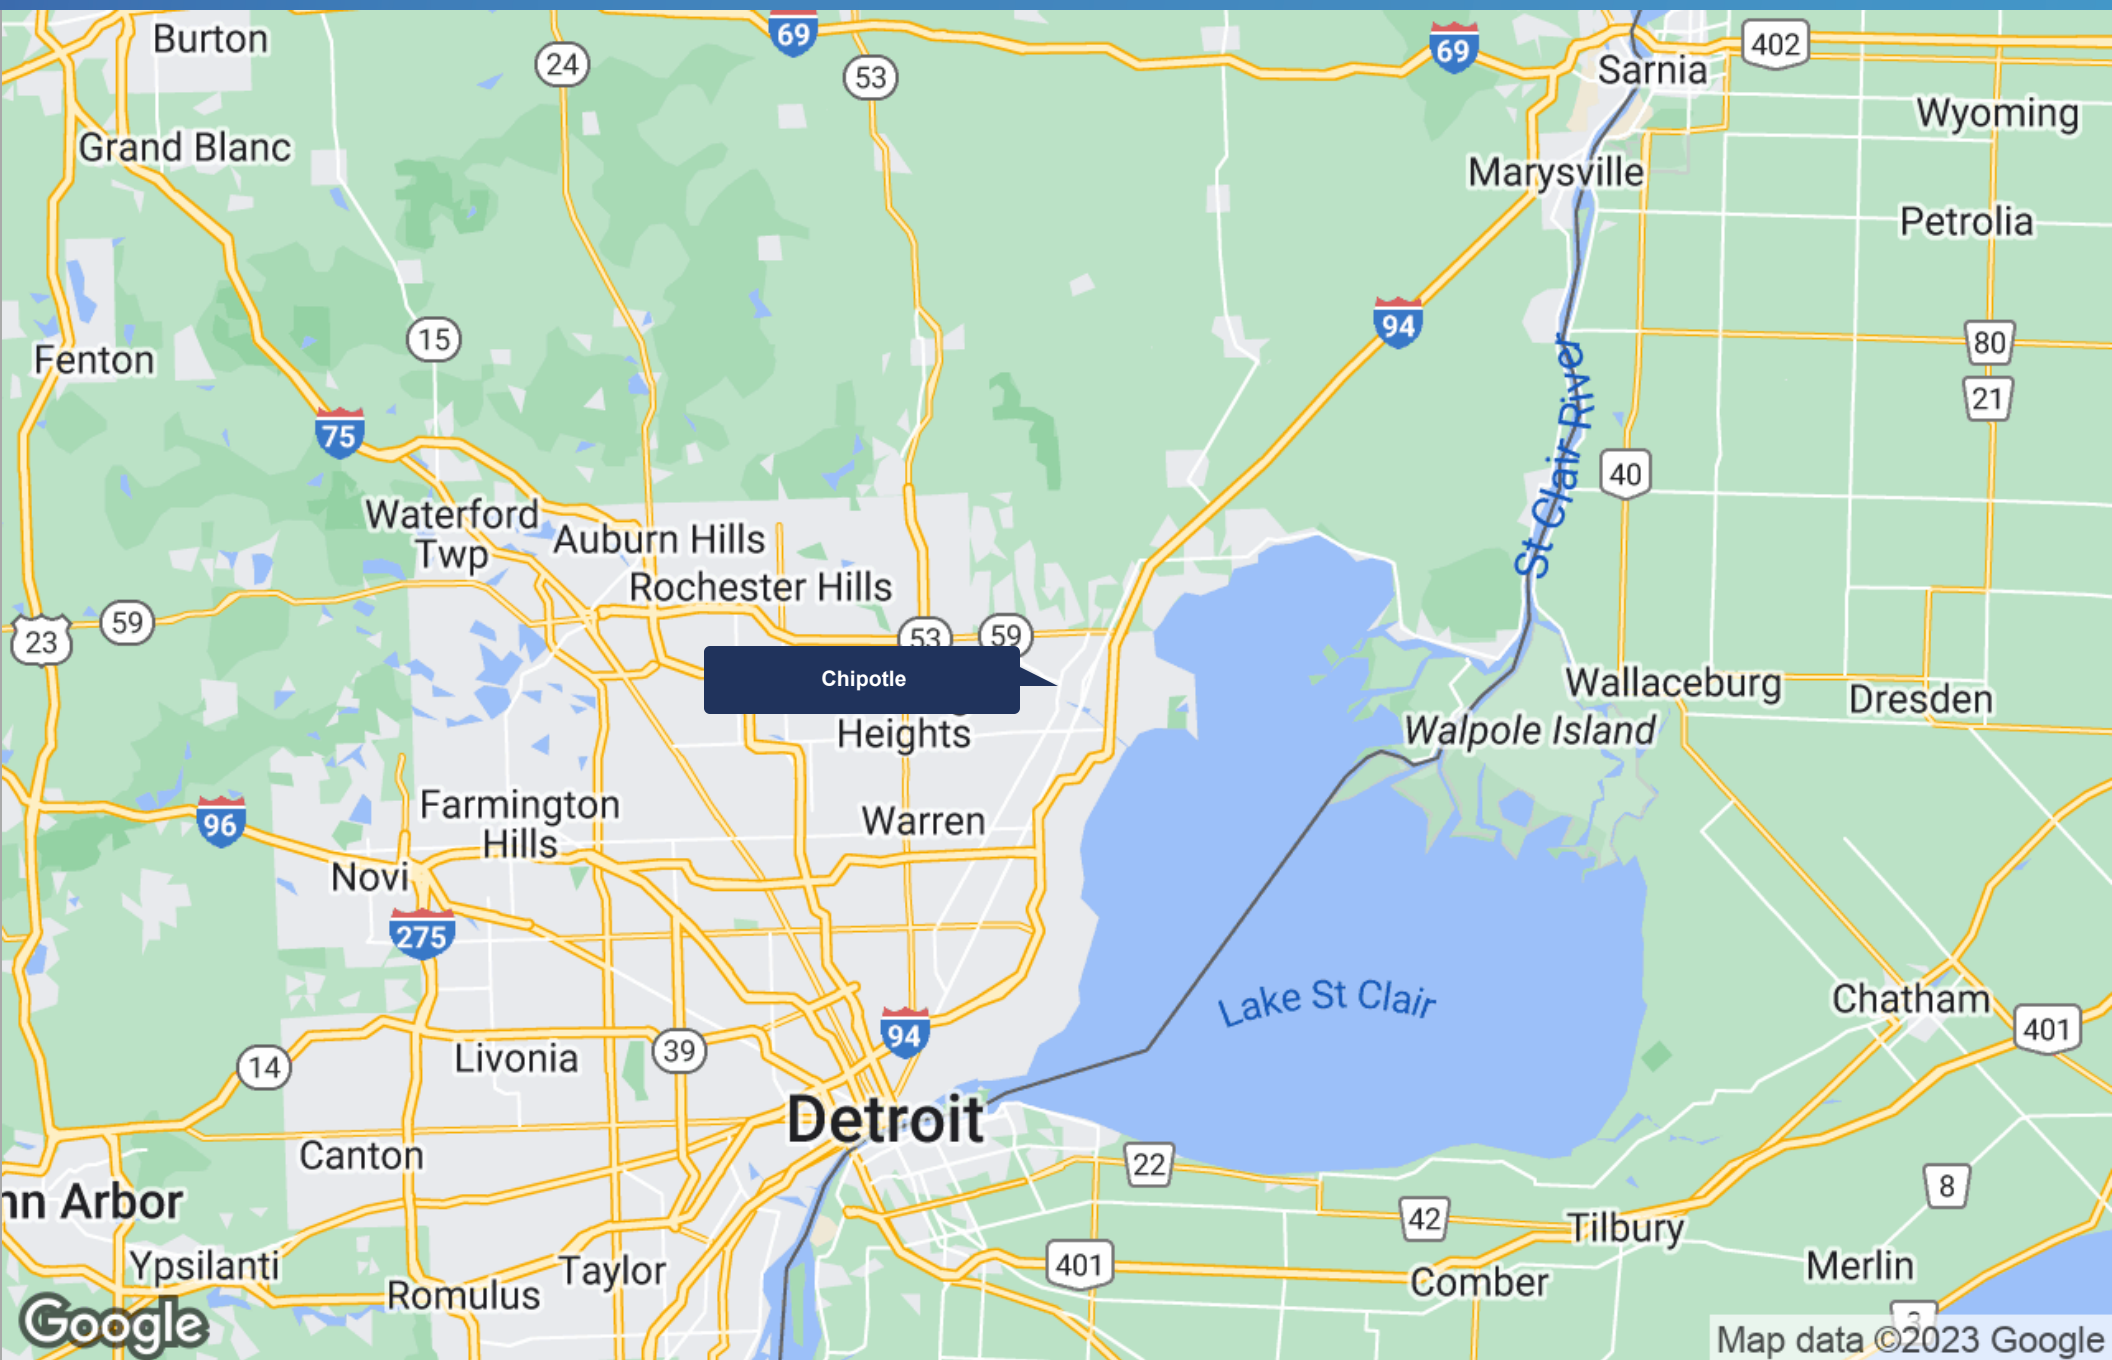 Burton
24
69
53
69
Sarnia
402
Wyoming
Grand Blanc
Marysville
Petrolia
94
15
80
Fenton
21
75
St Clair River
40
Waterford
Twp
Auburn Hills
Rochester Hills
23
59
53
59
Chipotle
Heights
Wallaceburg
Dresden
Walpole Island
96
Farmington
Hills
Warren
Novi
275
Lake St Clair
Chatham
401
94
14
Livonia
39
Detroit
Canton
22
8
nn Arbor
42
Tilbury
Ypsilanti
Taylor
401
Merlin
Romulus
Comber
Google
3
Map data ©2023 Google